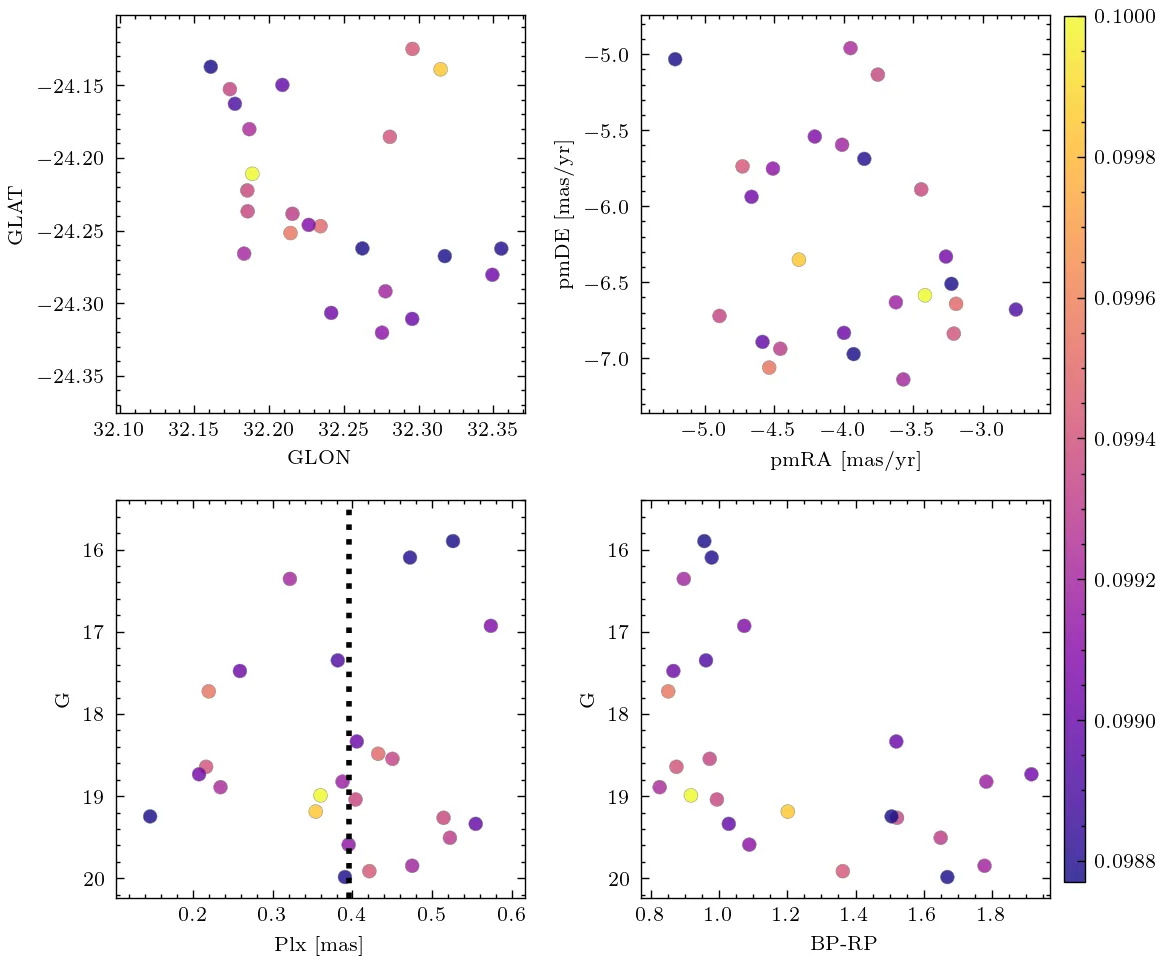 −24.15
−24.20
−24.25
−24.30
−24.35
GLAT
32.10 32.15 32.20 32.25 32.30 32.35
GLON
−5.0
−5.5
−6.0
−6.5
−7.0
pmDE [mas/yr]
−5.0 −4.5 −4.0 −3.5 −3.0
pmRA [mas/yr]
16
17
18
19
20
G
0.2 0.3 0.4 0.5 0.6
Plx [mas]
16
17
18
19
20
G
0.8 1.0 1.2 1.4 1.6 1.8
BP-RP
0.1000
0.0998
0.0996
0.0994
0.0992
0.0990
0.0988